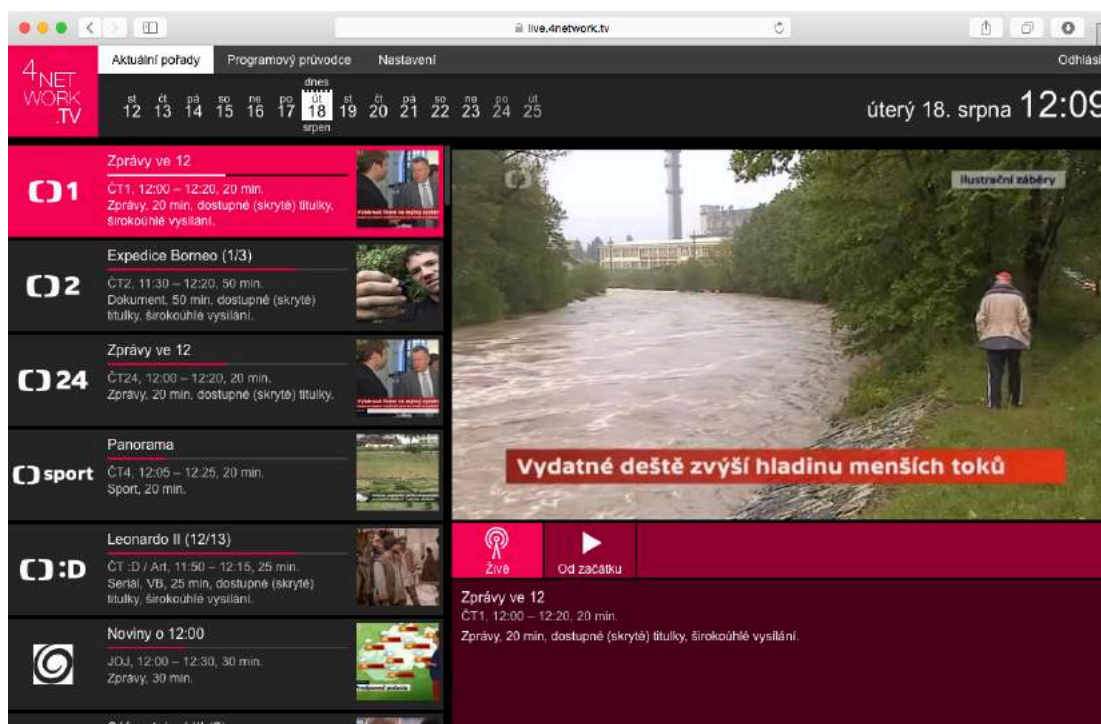 live.4network.tv
4NET
WORK
.TV
Aktuální pořady Programový průvodce Nastavení
dnes
st čt pá so ne po út st čt pá so ne po út
12 13 14 15 16 17 18 19 20 21 22 23 24 25
srpen
úterý 18. srpna 12:09
Zprávy ve 12
1
ČT1, 12:00 – 12:20, 20 min.
Zprávy, 20 min, dostupné (skryté) titulky,
širokoúhlé vysílání.
Expedice Borneo (1/3)
2
ČT2, 11:30 – 12:20, 50 min.
Dokument, 50 min, dostupné (skryté)
titulky, širokoúhlé vysílání.
Zprávy ve 12
24
ČT24, 12:00 – 12:20, 20 min.
Zprávy, 20 min, dostupné (skryté) titulky.
Panorama
sport
ČT4, 12:05 – 12:25, 20 min.
Sport, 20 min.
Leonardo II (12/13)
:D
ČT :D / Art, 11:50 – 12:15, 25 min.
Seriál, VB, 25 min, dostupné (skryté)
titulky, širokoúhlé vysílání.
Noviny o 12:00
JOJ, 12:00 – 12:30, 30 min.
Zprávy, 30 min.
Ilustrační záběry
Vydatné deště zvýší hladinu menších toků
Živě Od začátku
Zprávy ve 12
ČT1, 12:00 – 12:20, 20 min.
Zprávy, 20 min, dostupné (skryté) titulky, širokoúhlé vysílání.